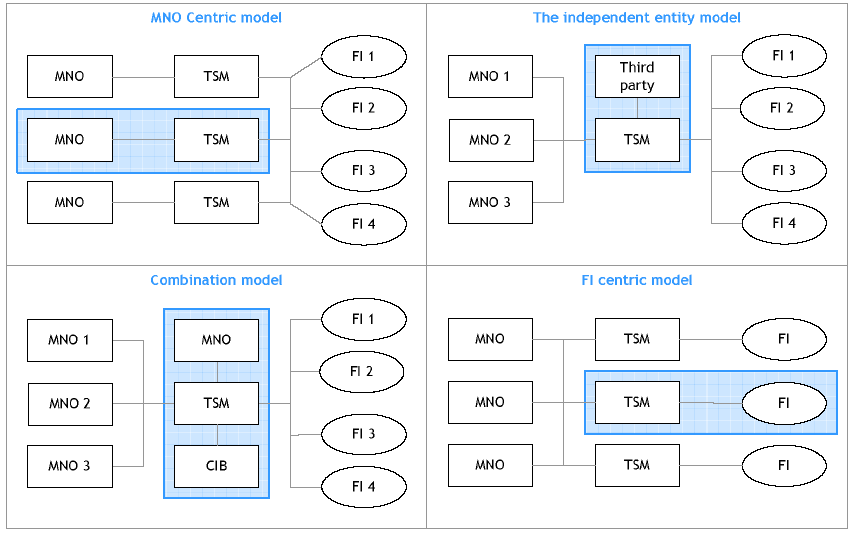 MNO Centric model
MNO
TSM
FI 1
FI 2
MNO
TSM
FI 3
MNO
TSM
FI 4
The independent entity model
MNO 1
Third
party
FI 1
FI 2
MNO 2
TSM
FI 3
MNO 3
FI 4
Combination model
MNO 1
MNO
FI 1
FI 2
MNO 2
TSM
FI 3
MNO 3
CIB
FI 4
FI centric model
MNO
TSM
FI
MNO
TSM
FI
MNO
TSM
FI